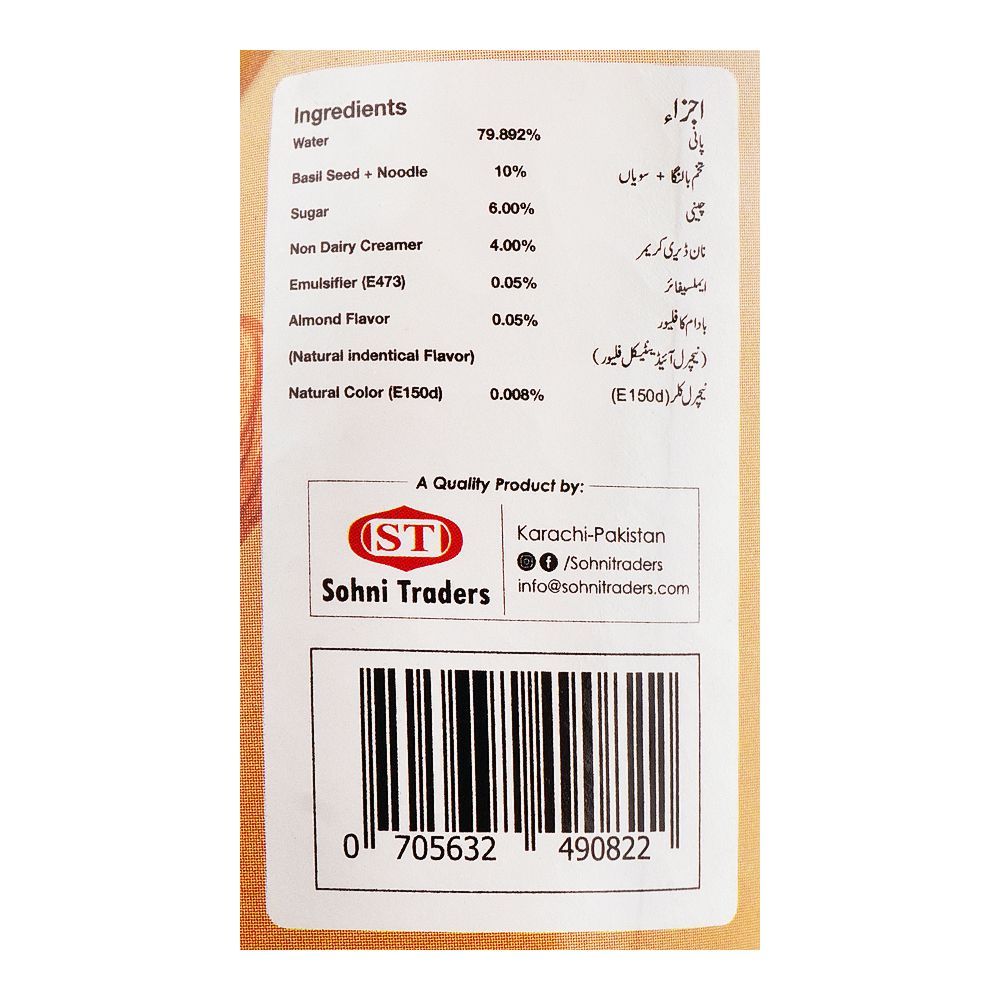 Ingredients اجزاء
Water 79.892% پانی
Basil Seed + Noodle 10% تخم بالنگا + سویاں
Sugar 6.00% چینی
Non Dairy Creamer 4.00% نان ڈیری کریمر
Emulsifier (E473) 0.05% ایملسیفائر
Almond Flavor 0.05% بادام کا فلیور
(Natural indentical Flavor) (نیچرل آئیڈینٹیکل فلیور)
Natural Color (E150d) 0.008% نیچرل کلر (E150d)
A Quality Product by:
ST
Sohni Traders
Karachi-Pakistan
/Sohnitraders
info@sohnitraders.com
0 705632 490822